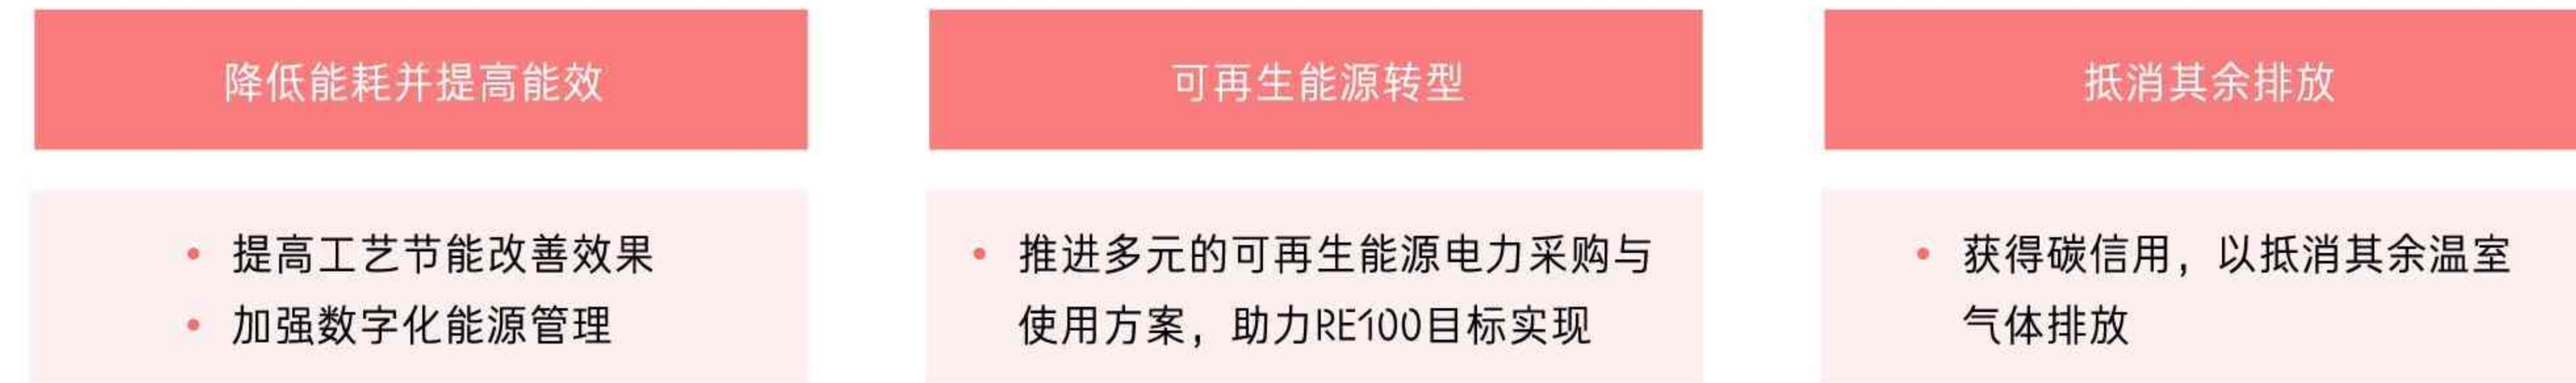 降低能耗并提高能效
可再生能源转型
抵消其余排放
• 提高工艺节能改善效果
• 加强数字化能源管理
• 推进多元的可再生能源电力采购与
使用方案，助力RE100目标实现
• 获得碳信用，以抵消其余温室
气体排放